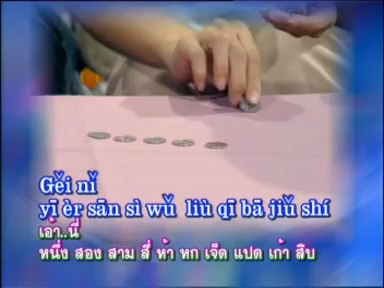 Gěi nǐ
yī èr sān sì wǔ liù qī bā jiǔ shí
เอ้า..นี่
หนึ่ง สอง สาม สี่ ห้า หก เจ็ด แปด เก้า สิบ